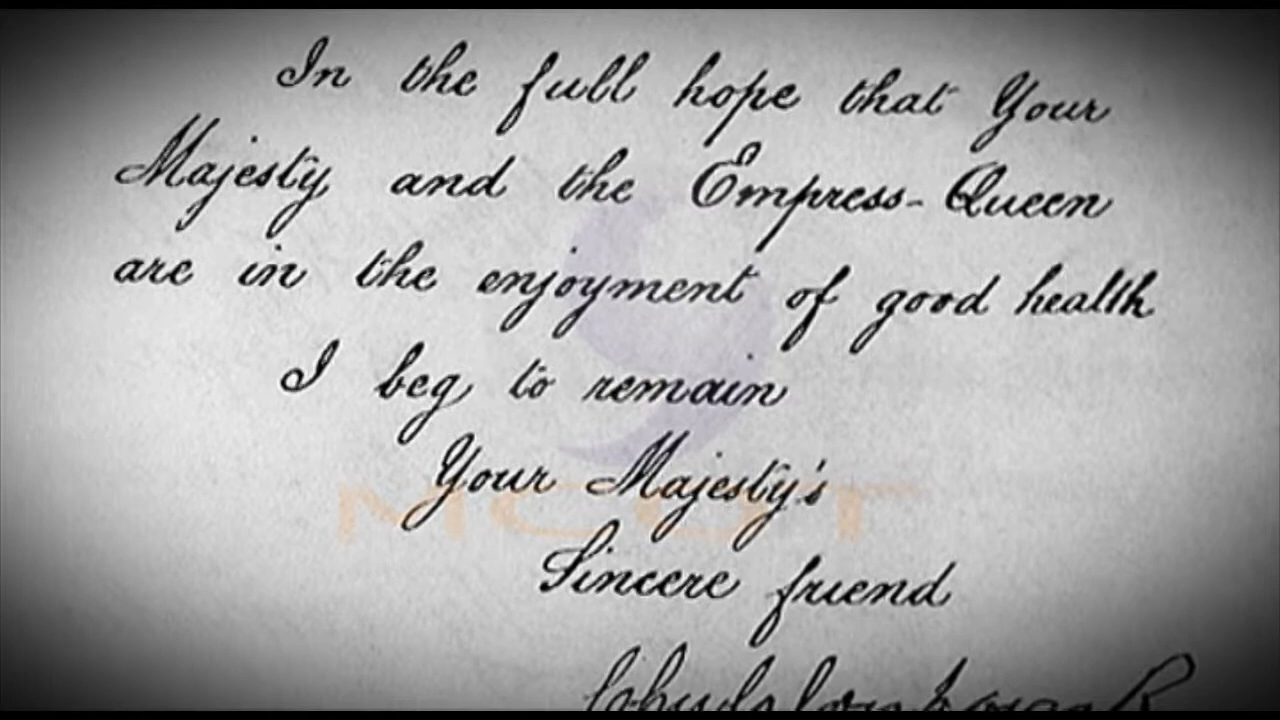 In the full hope that Your
Majesty and the Empress-Queen
are in the enjoyment of good health
I beg to remain
Your Majesty's
MCOT
Sincere friend